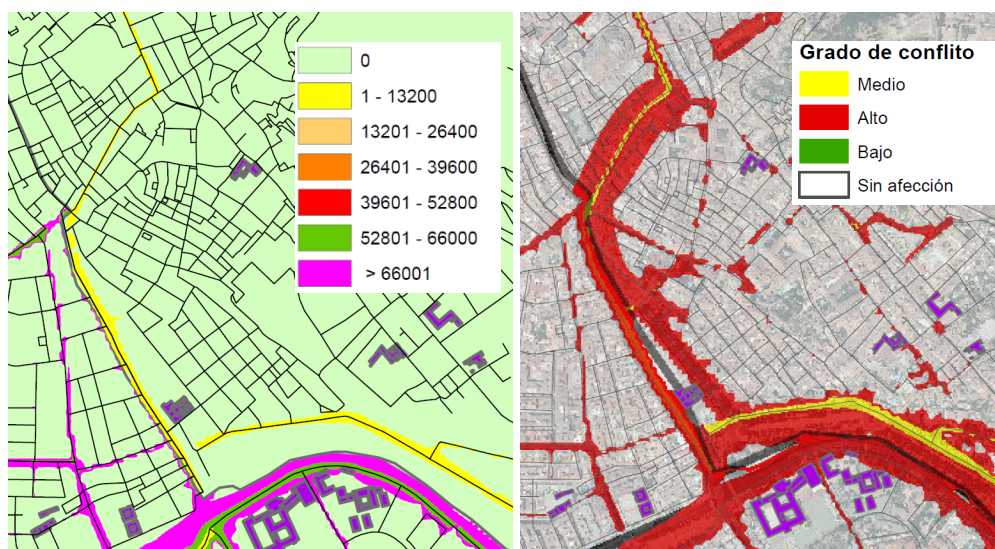 0
1 - 13200
13201 - 26400
26401 - 39600
39601 - 52800
52801 - 66000
> 66001
Grado de conflito
Medio
Alto
Bajo
Sin afección